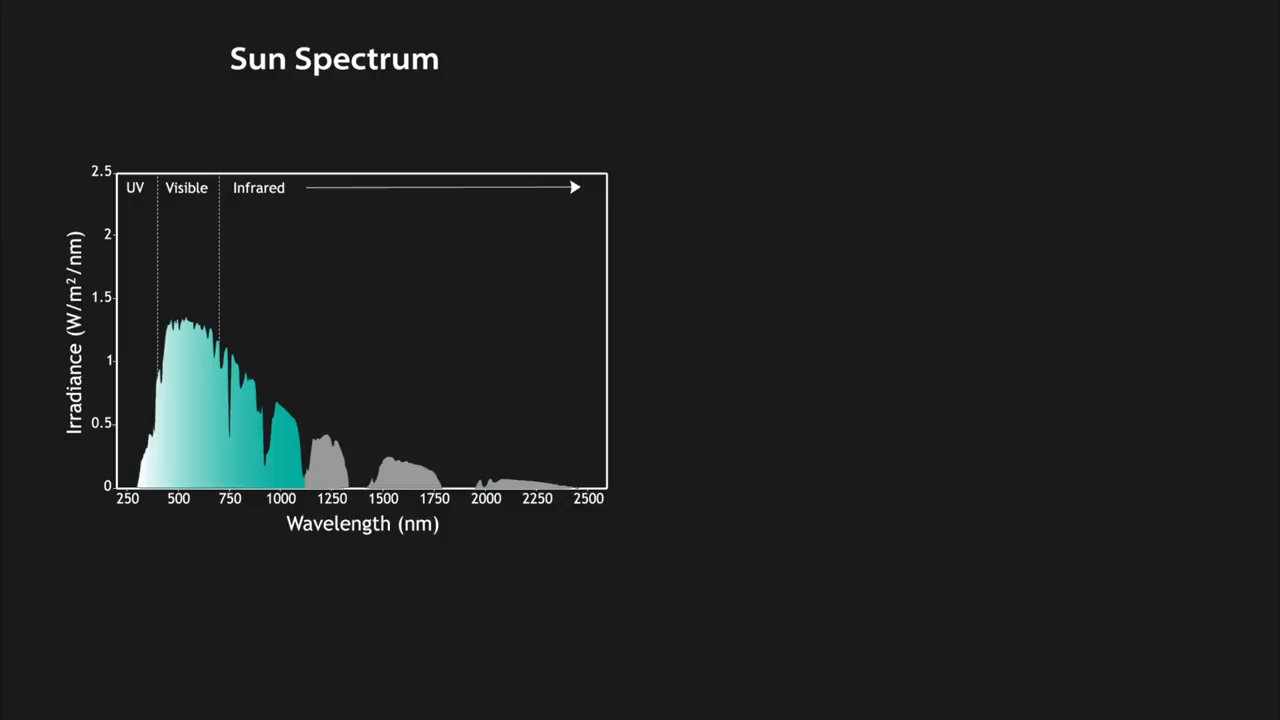 Sun Spectrum
2.5
UV Visible Infrared
2
1.5
1
0.5
0
Irradiance (W/m²/nm)
250 500 750 1000 1250 1500 1750 2000 2250 2500
Wavelength (nm)